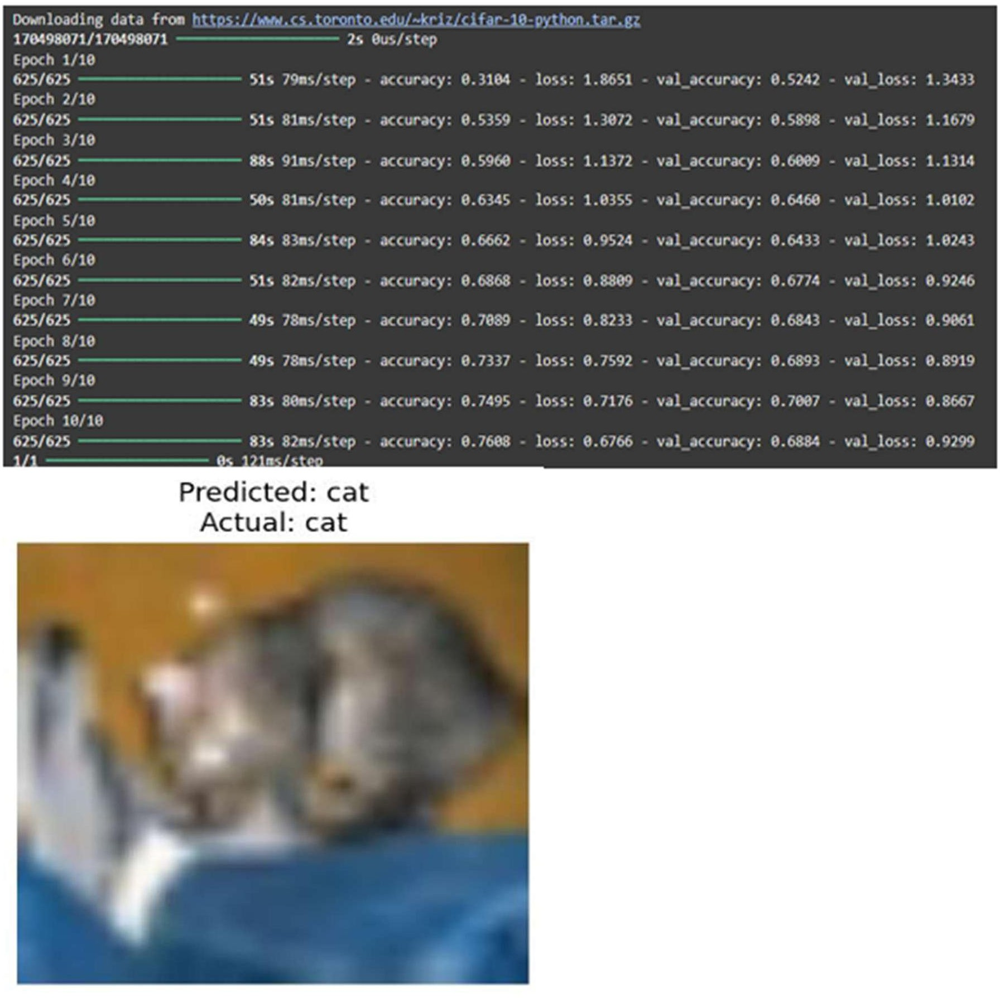 Downloading data from https://www.cs.toronto.edu/~kriz/cifar-10-python.tar.gz
170498071/170498071 2s 0us/step
Epoch 1/10
625/625 51s 79ms/step - accuracy: 0.3104 - loss: 1.8651 - val_accuracy: 0.5242 - val_loss: 1.3433
Epoch 2/10
625/625 51s 81ms/step - accuracy: 0.5359 - loss: 1.3072 - val_accuracy: 0.5898 - val_loss: 1.1679
Epoch 3/10
625/625 88s 91ms/step - accuracy: 0.5960 - loss: 1.1372 - val_accuracy: 0.6009 - val_loss: 1.1314
Epoch 4/10
625/625 50s 81ms/step - accuracy: 0.6345 - loss: 1.0355 - val_accuracy: 0.6460 - val_loss: 1.0102
Epoch 5/10
625/625 84s 83ms/step - accuracy: 0.6662 - loss: 0.9524 - val_accuracy: 0.6433 - val_loss: 1.0243
Epoch 6/10
625/625 51s 82ms/step - accuracy: 0.6868 - loss: 0.8809 - val_accuracy: 0.6774 - val_loss: 0.9246
Epoch 7/10
625/625 49s 78ms/step - accuracy: 0.7089 - loss: 0.8233 - val_accuracy: 0.6843 - val_loss: 0.9061
Epoch 8/10
625/625 49s 78ms/step - accuracy: 0.7337 - loss: 0.7592 - val_accuracy: 0.6893 - val_loss: 0.8919
Epoch 9/10
625/625 83s 80ms/step - accuracy: 0.7495 - loss: 0.7176 - val_accuracy: 0.7007 - val_loss: 0.8667
Epoch 10/10
625/625 83s 82ms/step - accuracy: 0.7608 - loss: 0.6766 - val_accuracy: 0.6884 - val_loss: 0.9299
1/1 0s 121ms/step
Predicted: cat
Actual: cat